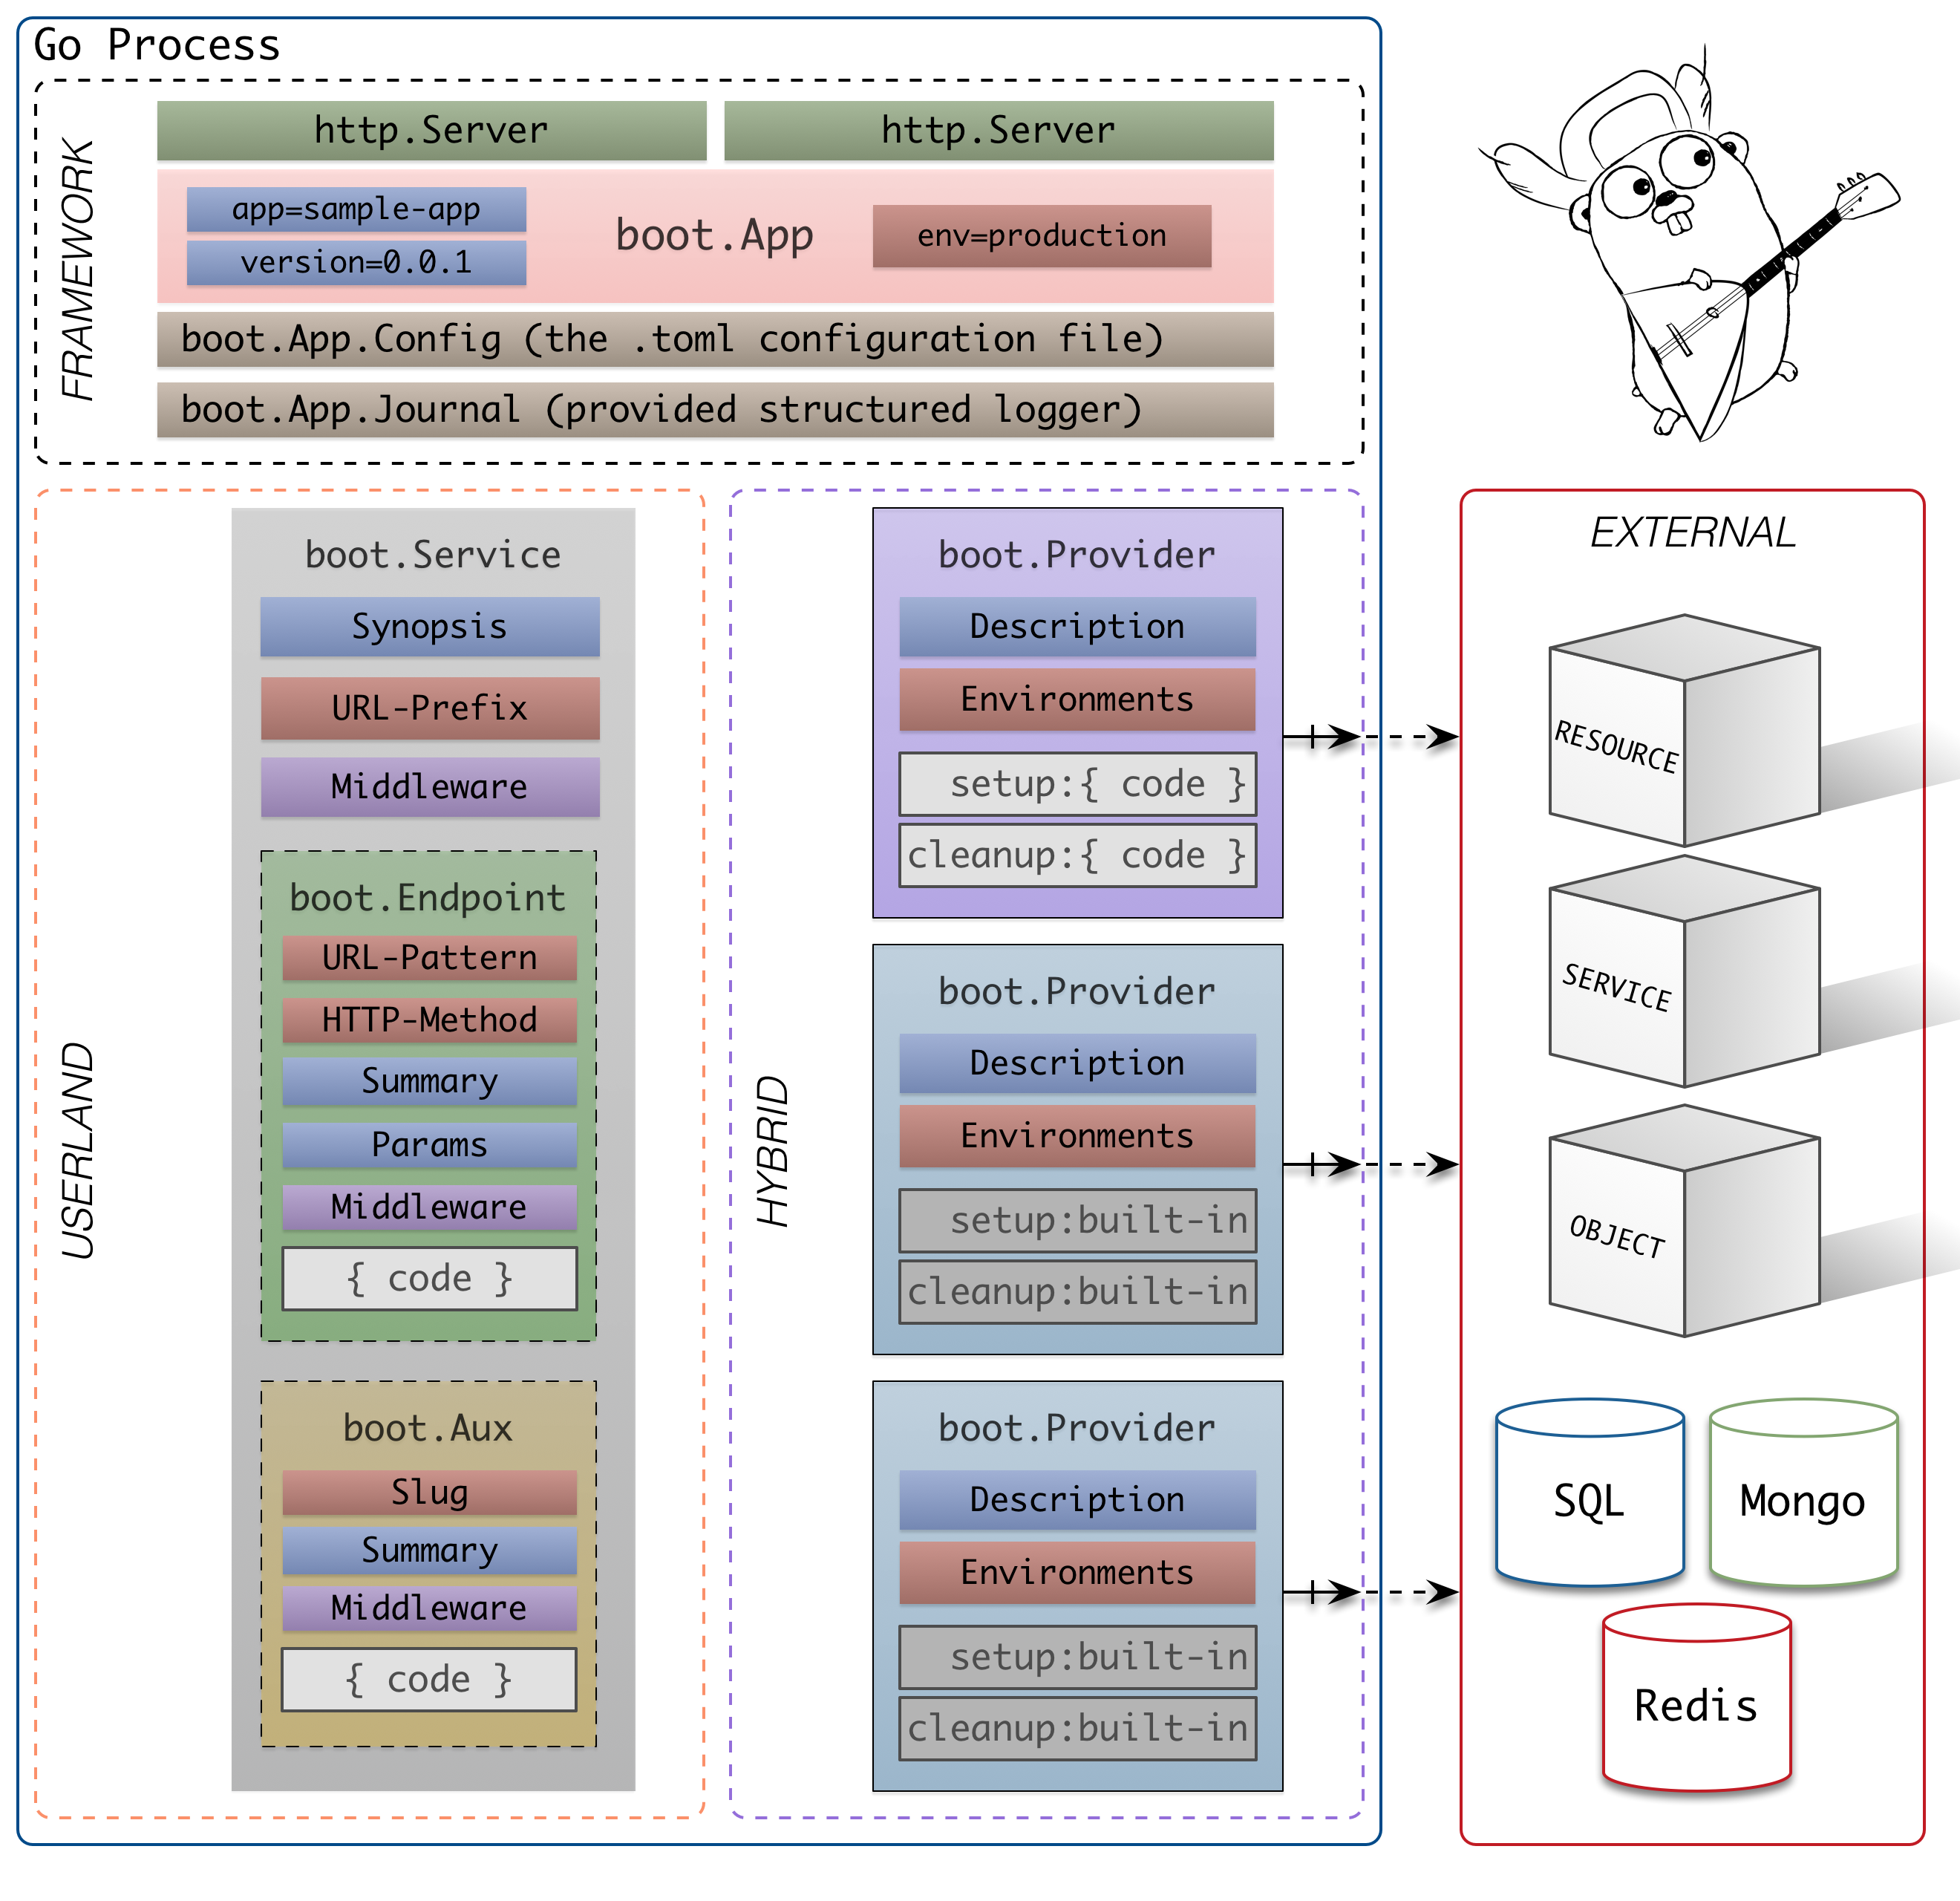 Go Process
FRAMEWORK
http.Server
http.Server
app=sample-app
version=0.0.1
boot.App
env=production
boot.App.Config (the .toml configuration file)
boot.App.Journal (provided structured logger)
USERLAND
boot.Service
Synopsis
URL-Prefix
Middleware
boot.Endpoint
URL-Pattern
HTTP-Method
Summary
Params
Middleware
{ code }
boot.Aux
Slug
Summary
Middleware
{ code }
HYBRID
boot.Provider
Description
Environments
setup:{ code }
cleanup:{ code }
boot.Provider
Description
Environments
setup:built-in
cleanup:built-in
boot.Provider
Description
Environments
setup:built-in
cleanup:built-in
EXTERNAL
RESOURCE
SERVICE
OBJECT
SQL
Mongo
Redis